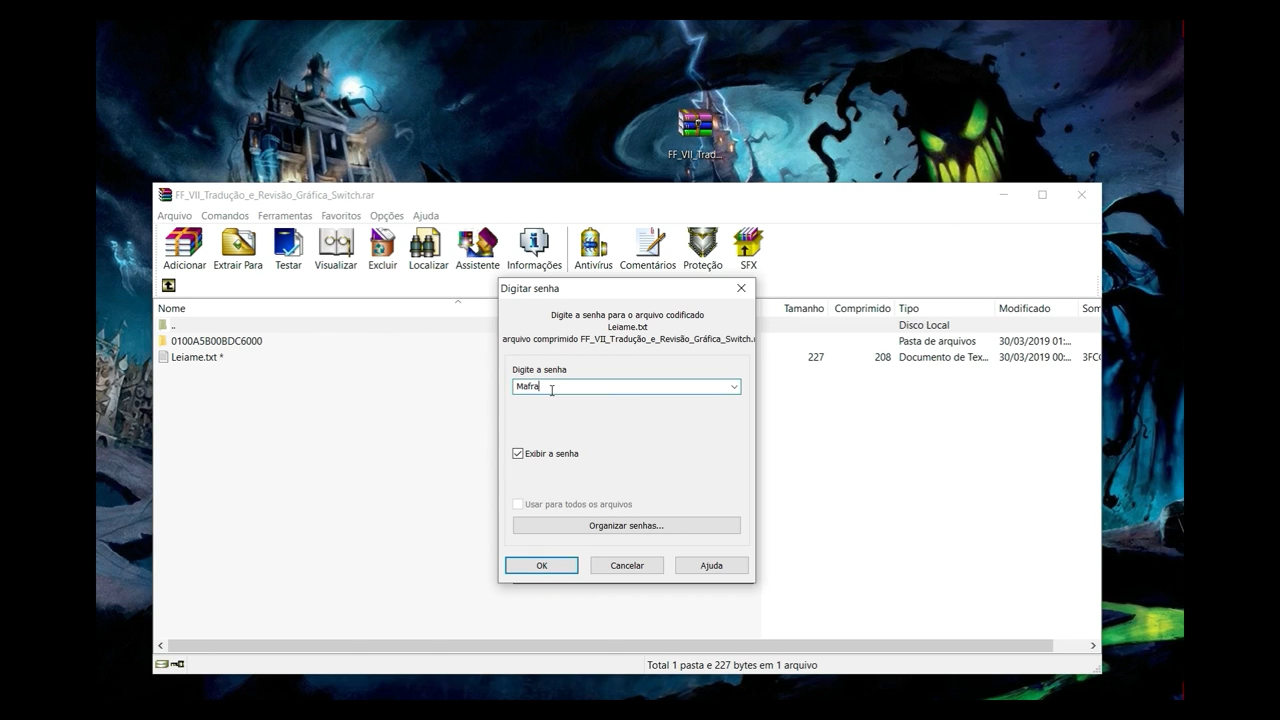 FF_VII_Trad...
FF_VII_Tradução_e_Revisão_Gráfica_Switch.rar
Arquivo Comandos Ferramentas Favoritos Opções Ajuda
Adicionar Extrair Para Testar Visualizar Excluir Localizar Assistente Informações Antivírus Comentários Proteção SFX
Digitar senha
Nome Tamanho Comprimido Tipo Modificado Som
.. Disco Local
0100A5B00BDC6000 Pasta de arquivos 30/03/2019 01:...
Leiame.txt * 227 208 Documento de Tex... 30/03/2019 00:... 3FC
Digite a senha para o arquivo codificado
Leiame.txt
arquivo comprimido FF_VII_Tradução_e_Revisão_Gráfica_Switch.
Digite a senha
Mafra
Exibir a senha
Usar para todos os arquivos
Organizar senhas...
OK Cancelar Ajuda
Total 1 pasta e 227 bytes em 1 arquivo